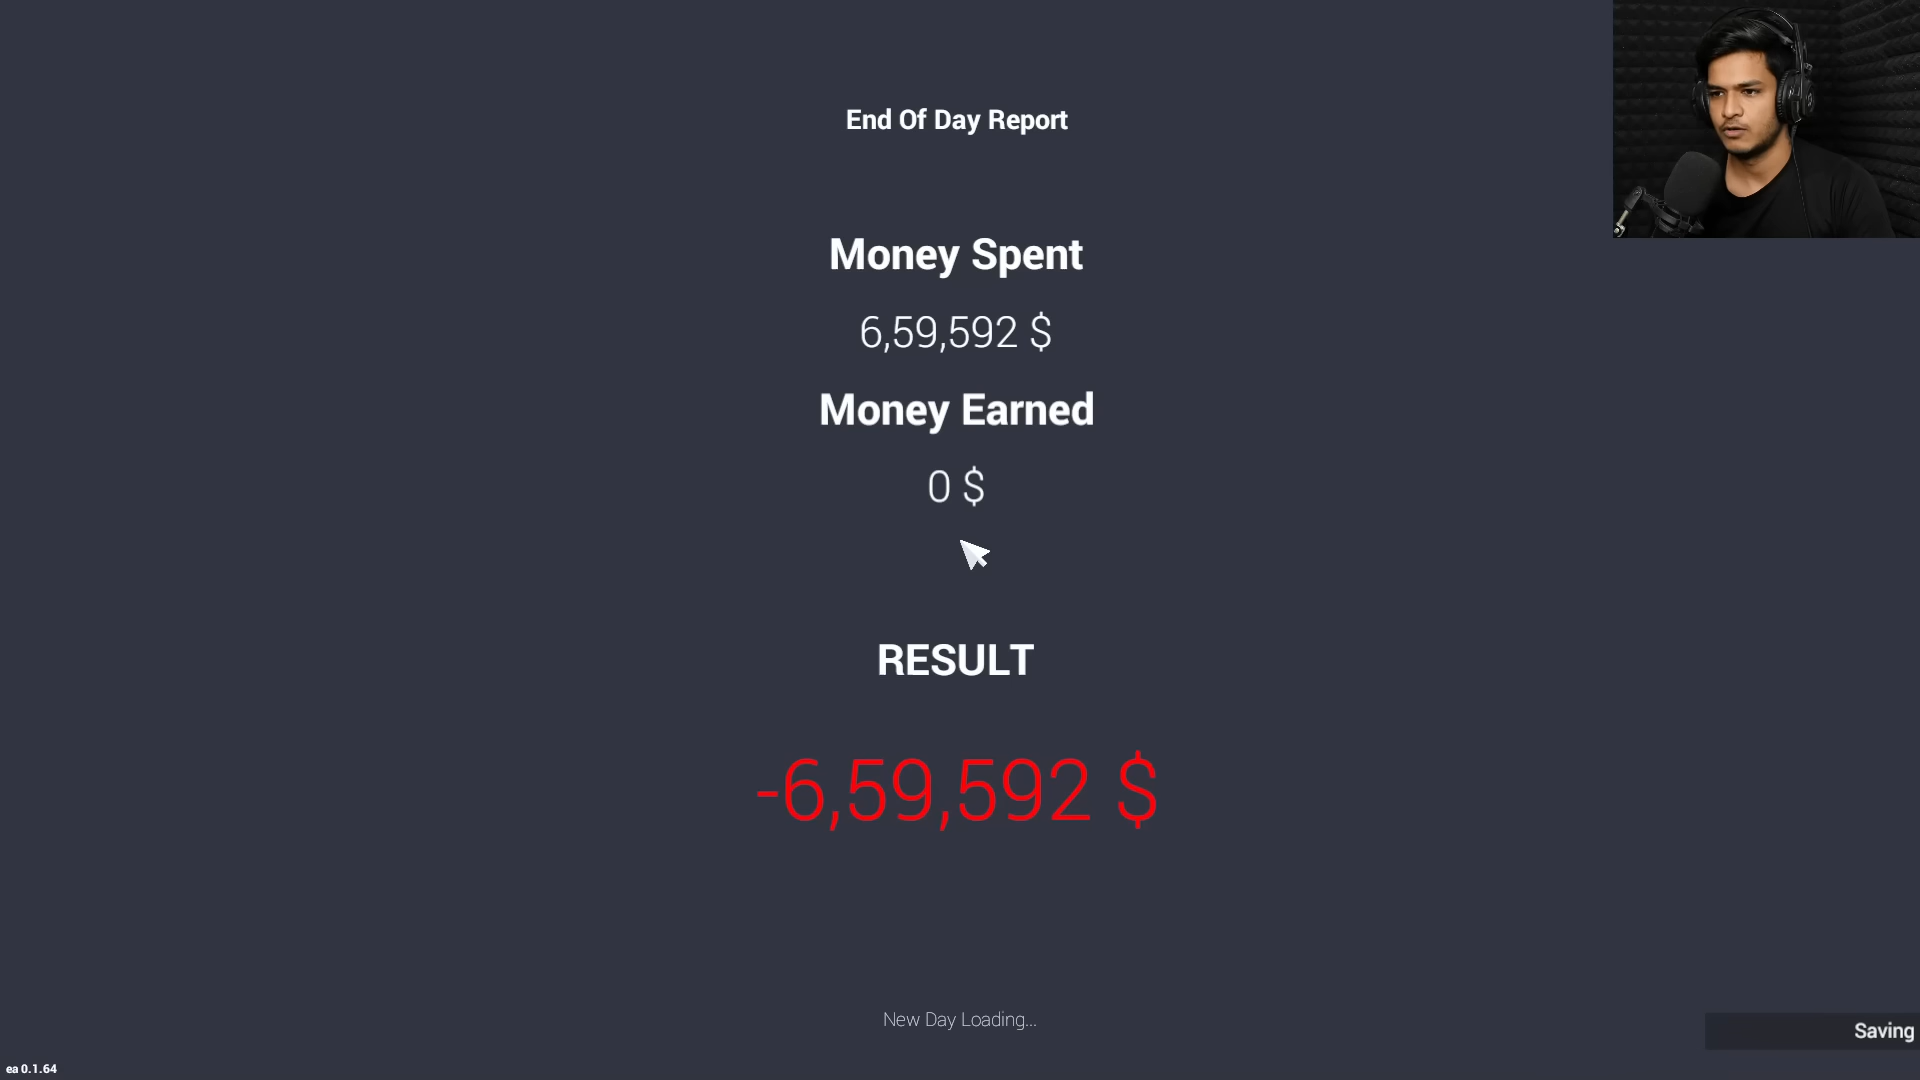 End Of Day Report
Money Spent
6,59,592 $
Money Earned
0 $
RESULT
-6,59,592 $
New Day Loading...
Saving
ea 0.1.64